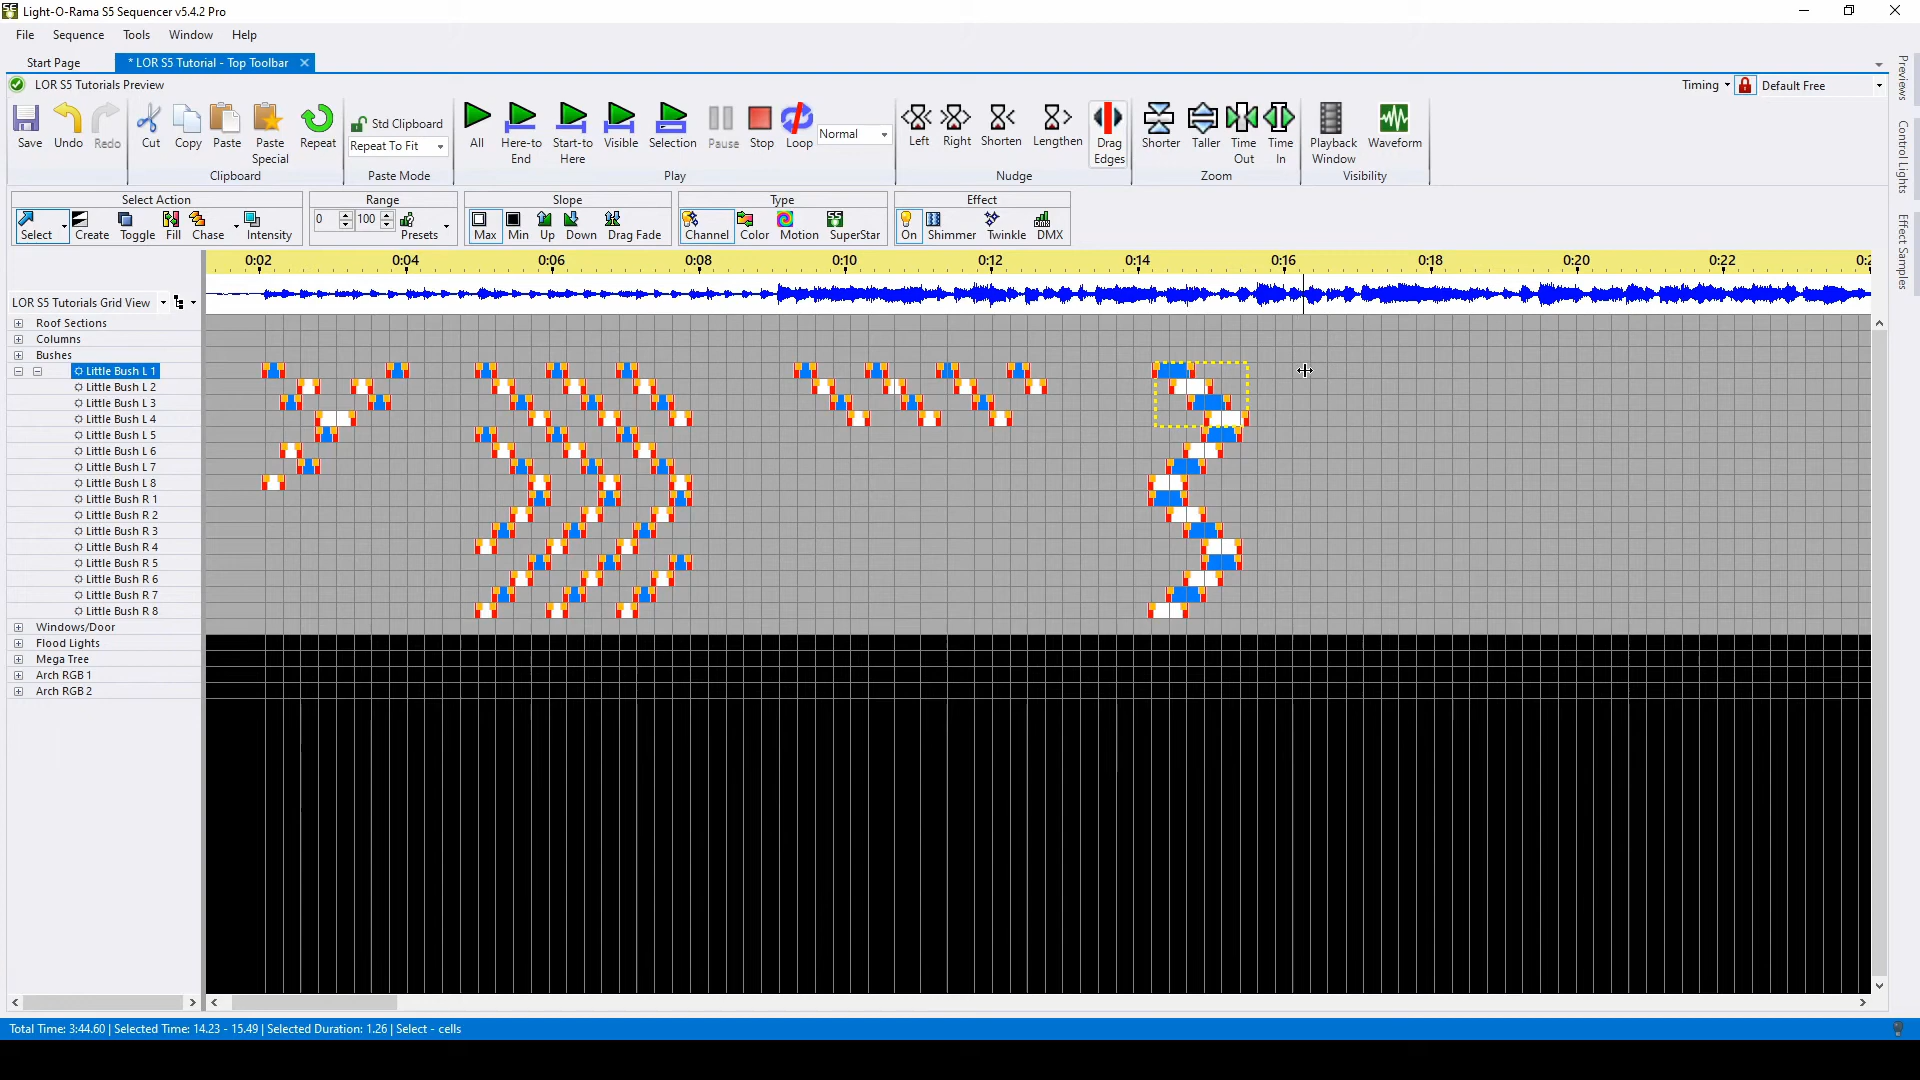 Light-O-Rama S5 Sequencer v5.4.2 Pro
File Sequence Tools Window Help
Start Page * LOR S5 Tutorial - Top Toolbar
LOR S5 Tutorials Preview Timing Default Free
Save Undo Redo Cut Copy Paste Paste Special Repeat
Std Clipboard
Repeat To Fit
All Here-to End Start-to Here Visible Selection Pause Stop Loop Normal
Left Right Shorten Lengthen Drag Edges
Shorter Taller Time Out Time In
Playback Window Waveform
Clipboard Paste Mode Play Nudge Zoom Visibility
Select Action Range Slope Type Effect
Select Create Toggle Fill Chase Intensity
0 100 Presets
Max Min Up Down Drag Fade
Channel Color Motion SuperStar
On Shimmer Twinkle DMX
0:02 0:04 0:06 0:08 0:10 0:12 0:14 0:16 0:18 0:20 0:22
LOR S5 Tutorials Grid View
Roof Sections
Columns
Bushes
Little Bush L 1
Little Bush L 2
Little Bush L 3
Little Bush L 4
Little Bush L 5
Little Bush L 6
Little Bush L 7
Little Bush L 8
Little Bush R 1
Little Bush R 2
Little Bush R 3
Little Bush R 4
Little Bush R 5
Little Bush R 6
Little Bush R 7
Little Bush R 8
Windows/Door
Flood Lights
Mega Tree
Arch RGB 1
Arch RGB 2
Previews
Control Lights
Effect Samples
Total Time: 3:44.60 | Selected Time: 14.23 - 15.49 | Selected Duration: 1.26 | Select - cells